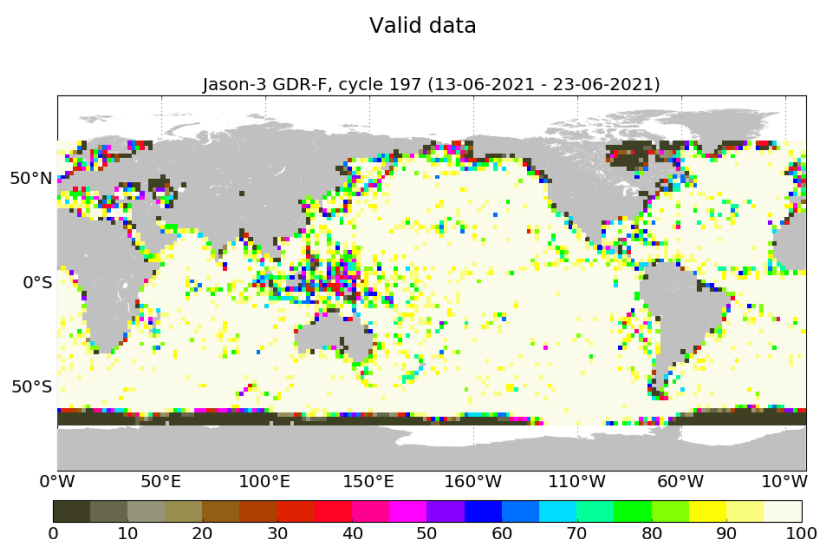 Valid data
Jason-3 GDR-F, cycle 197 (13-06-2021 - 23-06-2021)
50°N
0°S
50°S
0°W 50°E 100°E 150°E 160°W 110°W 60°W 10°W
0 10 20 30 40 50 60 70 80 90 100